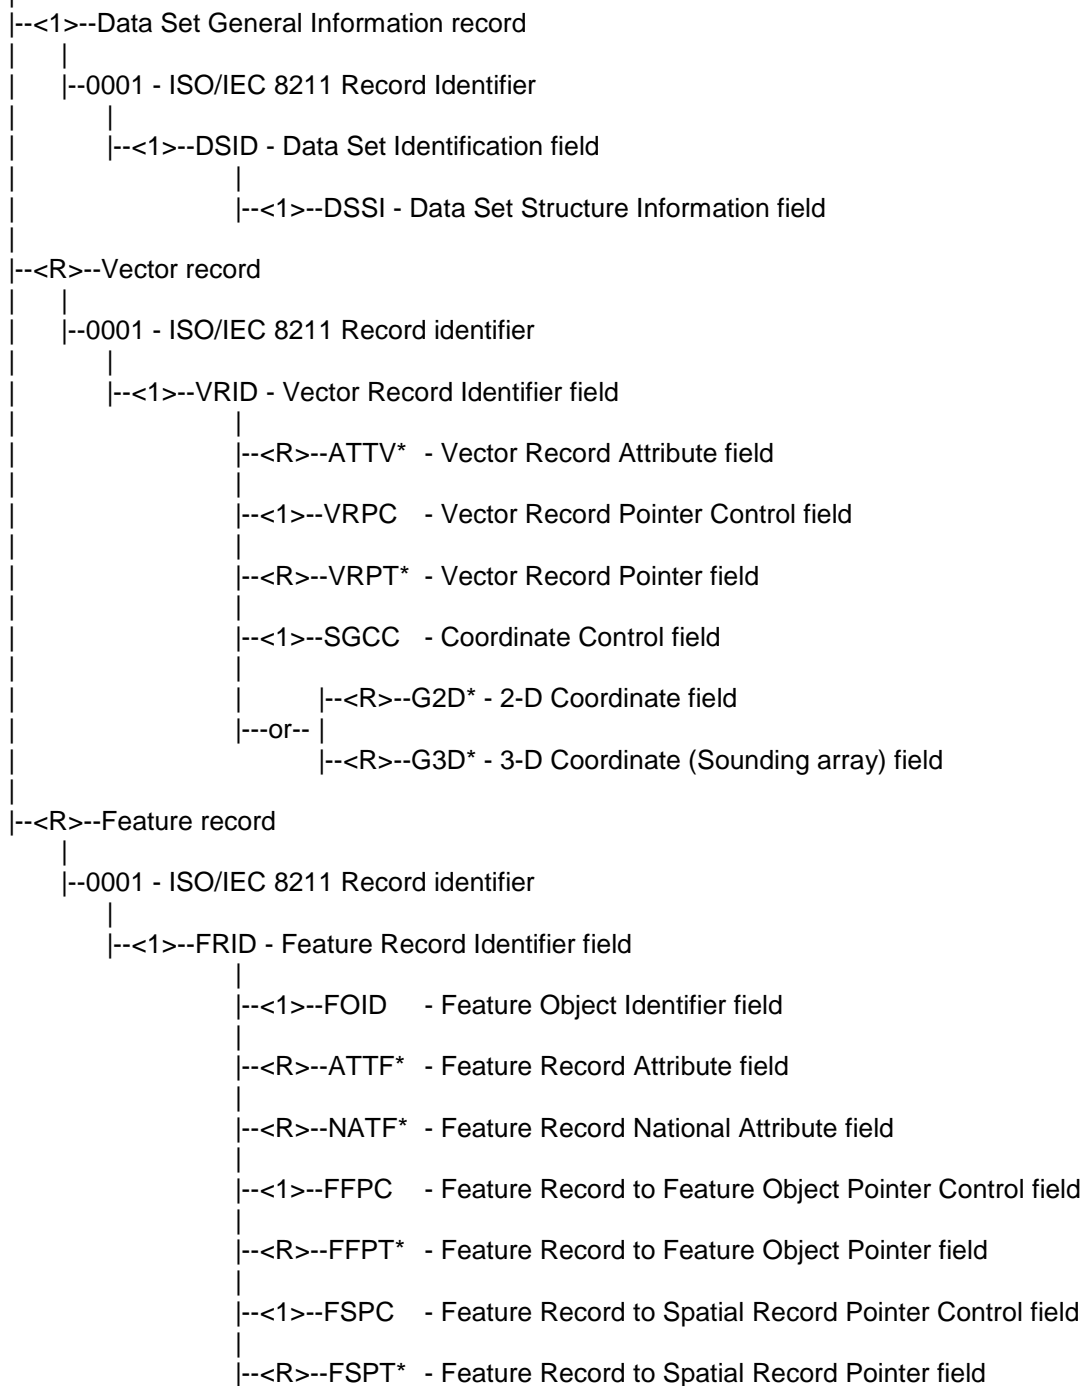 |--<1>--Data Set General Information record
|--0001 - ISO/IEC 8211 Record Identifier
|--<1>--DSID - Data Set Identification field
|--<1>--DSSI - Data Set Structure Information field
|--<R>--Vector record
|--0001 - ISO/IEC 8211 Record identifier
|--<1>--VRID - Vector Record Identifier field
|--<R>--ATTV* - Vector Record Attribute field
|--<1>--VRPC - Vector Record Pointer Control field
|--<R>--VRPT* - Vector Record Pointer field
|--<1>--SGCC - Coordinate Control field
|--<R>--G2D* - 2-D Coordinate field
|---or-- |
|--<R>--G3D* - 3-D Coordinate (Sounding array) field
|--<R>--Feature record
|--0001 - ISO/IEC 8211 Record identifier
|--<1>--FRID - Feature Record Identifier field
|--<1>--FOID - Feature Object Identifier field
|--<R>--ATTF* - Feature Record Attribute field
|--<R>--NATF* - Feature Record National Attribute field
|--<1>--FFPC - Feature Record to Feature Object Pointer Control field
|--<R>--FFPT* - Feature Record to Feature Object Pointer field
|--<1>--FSPC - Feature Record to Spatial Record Pointer Control field
|--<R>--FSPT* - Feature Record to Spatial Record Pointer field